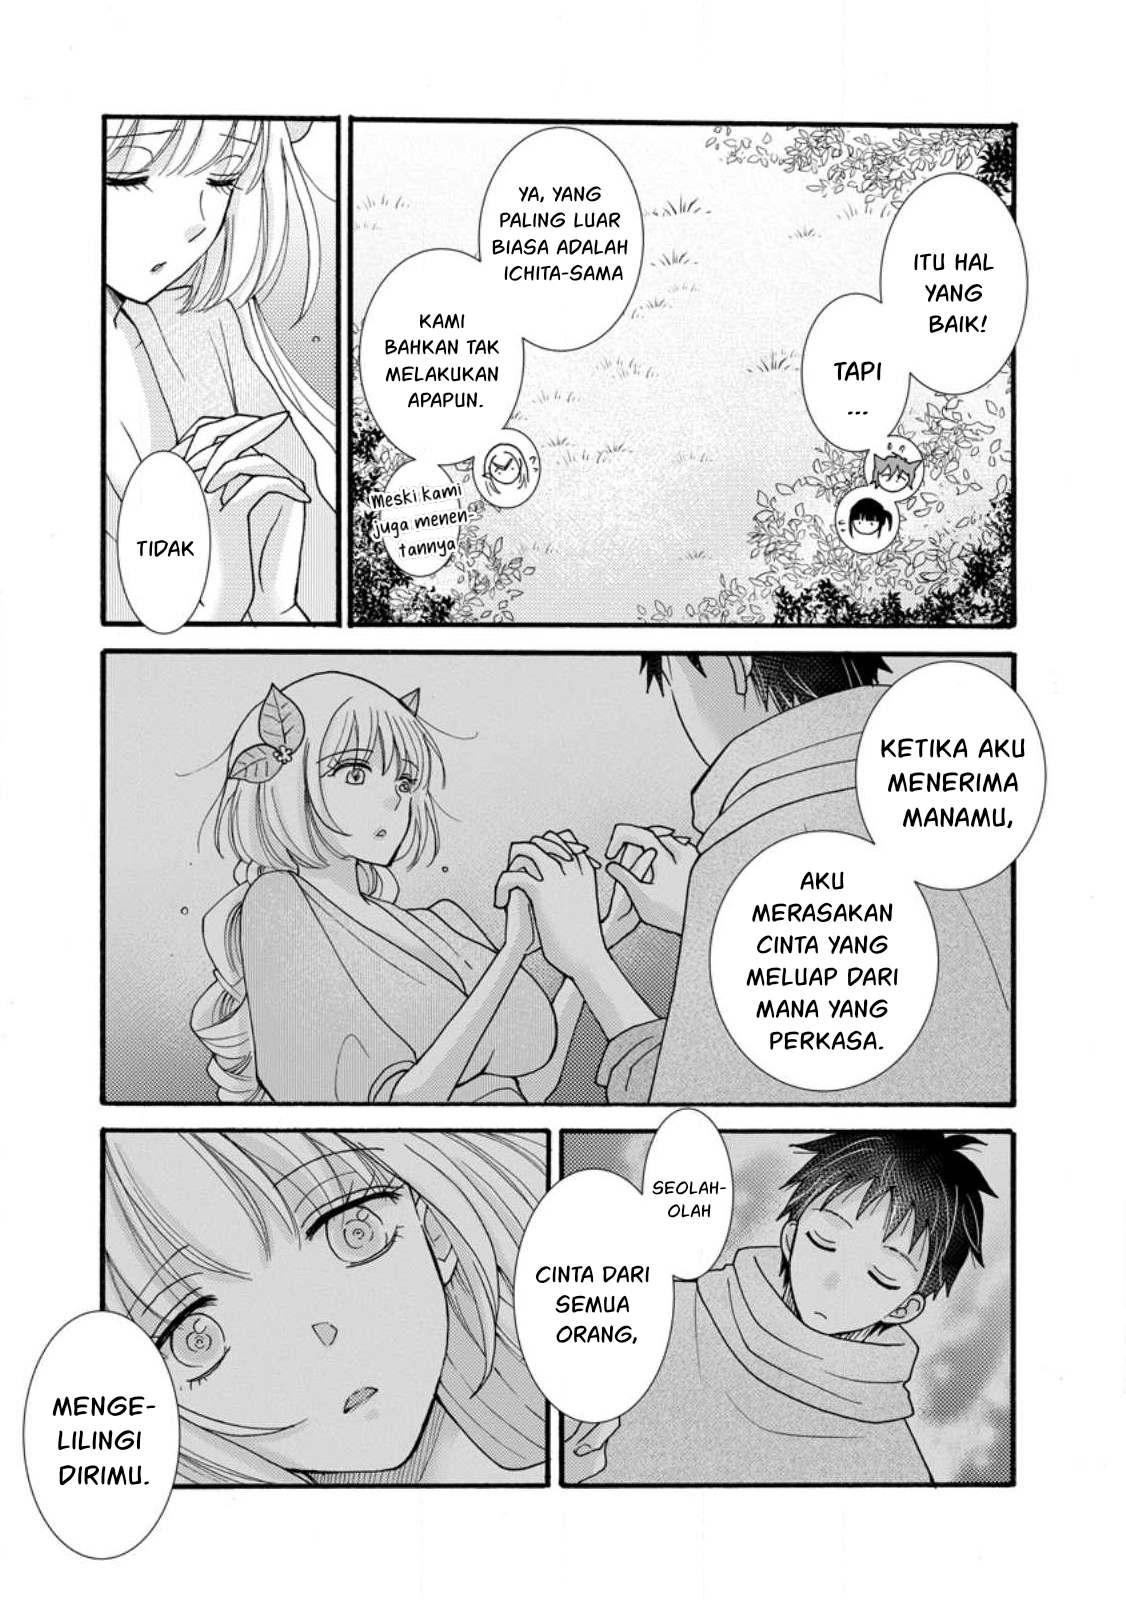 ITU HAL
YANG
BAIK!
TAPI
...
YA, YANG
PALING LUAR
BIASA ADALAH
ICHITA-SAMA
KAMI
BAHKAN TAK
MELAKUKAN
APAPUN.
Meski kami
juga menen-
tannya
TIDAK
KETIKA AKU
MENERIMA
MANAMU,
AKU
MERASAKAN
CINTA YANG
MELUAP DARI
MANA YANG
PERKASA.
SEOLAH-
OLAH
CINTA DARI
SEMUA
ORANG,
MENGE-
LILINGI
DIRIMU.